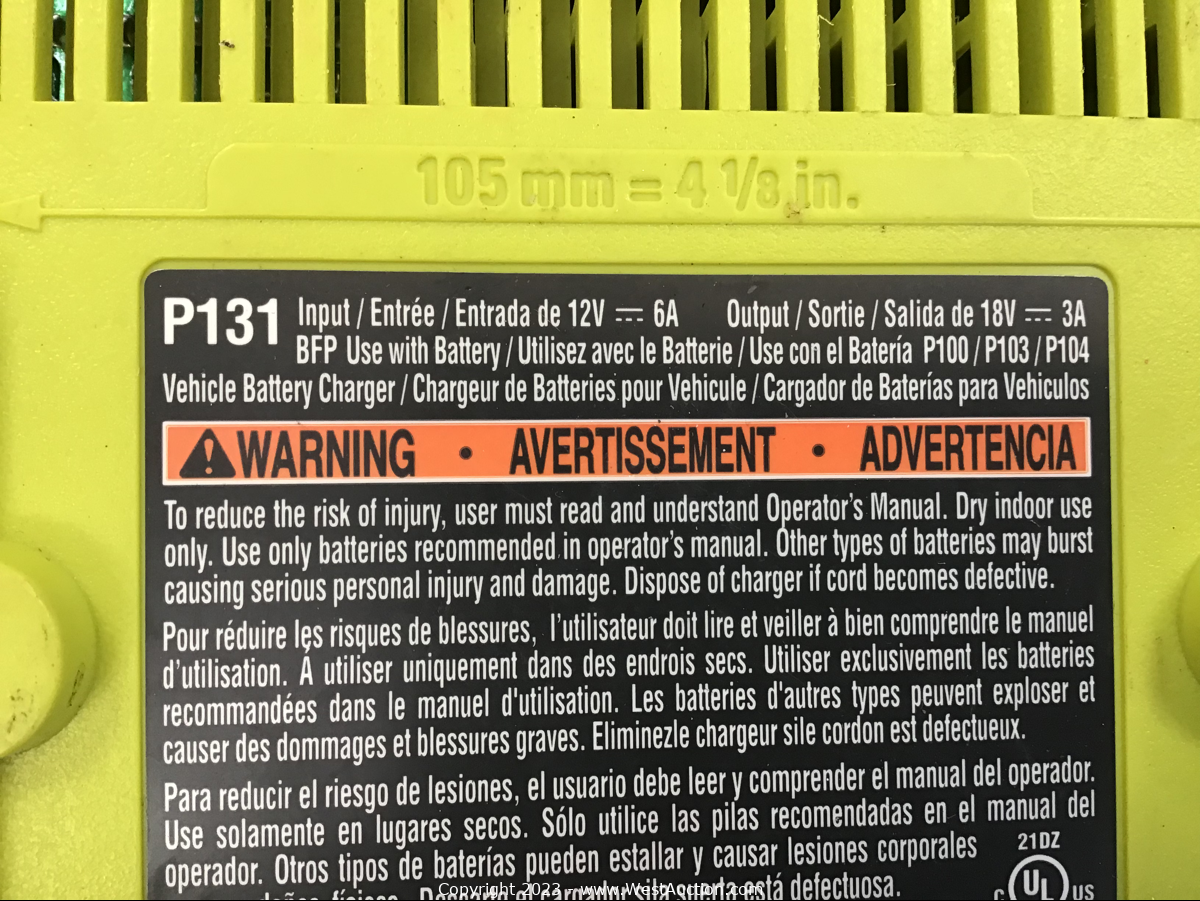 105 mm = 4 1/8 in.
P131 Input / Entrée / Entrada de 12V ⎓ 6A Output / Sortie / Salida de 18V ⎓ 3A
BFP Use with Battery / Utilisez avec le Batterie / Use con el Batería P100 / P103 / P104
Vehicle Battery Charger / Chargeur de Batteries pour Vehicule / Cargador de Baterías para Vehiculos
WARNING • AVERTISSEMENT • ADVERTENCIA
To reduce the risk of injury, user must read and understand Operator's Manual. Dry indoor use
only. Use only batteries recommended in operator's manual. Other types of batteries may burst
causing serious personal injury and damage. Dispose of charger if cord becomes defective.
Pour réduire les risques de blessures, l'utilisateur doit lire et veiller à bien comprendre le manuel
d'utilisation. À utiliser uniquement dans des endrois secs. Utiliser exclusivement les batteries
recommandées dans le manuel d'utilisation. Les batteries d'autres types peuvent exploser et
causer des dommages et blessures graves. Eliminezle chargeur sile cordon est defectueux.
Para reducir el riesgo de lesiones, el usuario debe leer y comprender el manual del operador.
Use solamente en lugares secos. Sólo utilice las pilas recomendadas en el manual del
operador. Otros tipos de baterías pueden estallar y causar lesiones corporales
21DZ
c UL US
daños físicos. el cargador está defectuosa.
Copyright 2023 - www.WestAuction.com